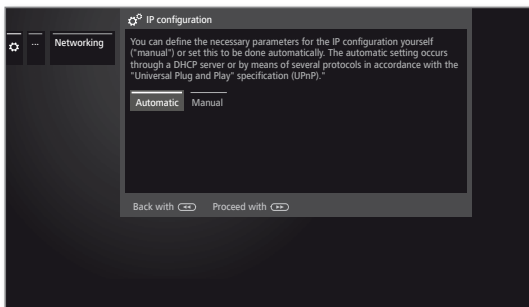 IP configuration
... Networking
You can define the necessary parameters for the IP configuration yourself
("manual") or set this to be done automatically. The automatic setting occurs
through a DHCP server or by means of several protocols in accordance with the
"Universal Plug and Play" specification (UPnP)."
Automatic Manual
Back with Proceed with